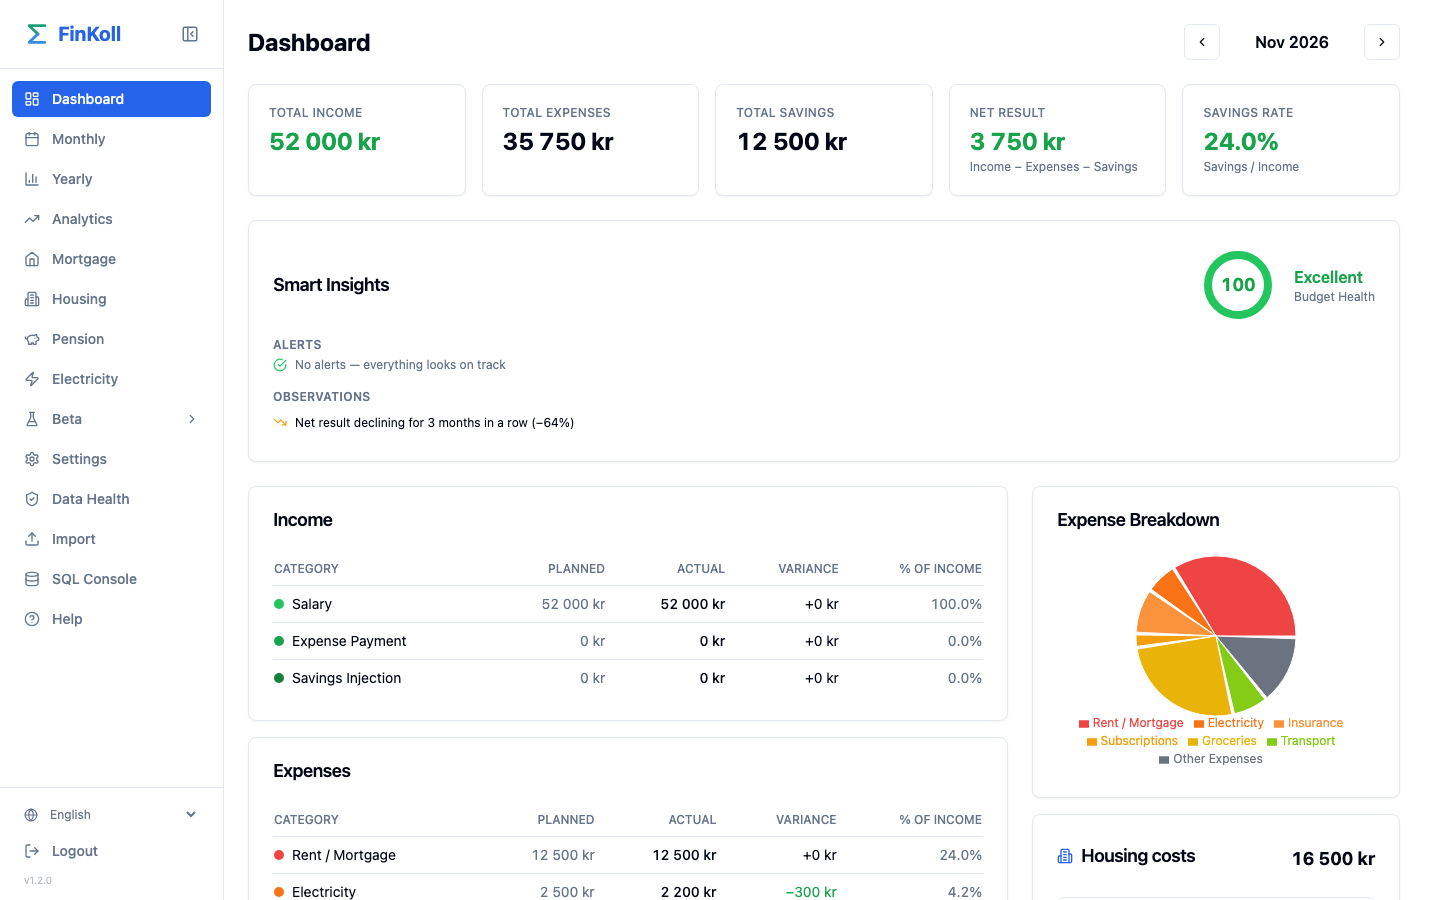 FinKoll
Dashboard
Monthly
Yearly
Analytics
Mortgage
Housing
Pension
Electricity
Beta
Settings
Data Health
Import
SQL Console
Help
English
Logout
v1.2.0
Dashboard
Nov 2026
TOTAL INCOME
52 000 kr
TOTAL EXPENSES
35 750 kr
TOTAL SAVINGS
12 500 kr
NET RESULT
3 750 kr
Income – Expenses – Savings
SAVINGS RATE
24.0%
Savings / Income
Smart Insights
100
Excellent
Budget Health
ALERTS
No alerts — everything looks on track
OBSERVATIONS
Net result declining for 3 months in a row (−64%)
Income
CATEGORY PLANNED ACTUAL VARIANCE % OF INCOME
Salary 52 000 kr 52 000 kr +0 kr 100.0%
Expense Payment 0 kr 0 kr +0 kr 0.0%
Savings Injection 0 kr 0 kr +0 kr 0.0%
Expenses
CATEGORY PLANNED ACTUAL VARIANCE % OF INCOME
Rent / Mortgage 12 500 kr 12 500 kr +0 kr 24.0%
Electricity 2 500 kr 2 200 kr −300 kr 4.2%
Expense Breakdown
Rent / Mortgage Electricity Insurance
Subscriptions Groceries Transport
Other Expenses
Housing costs 16 500 kr